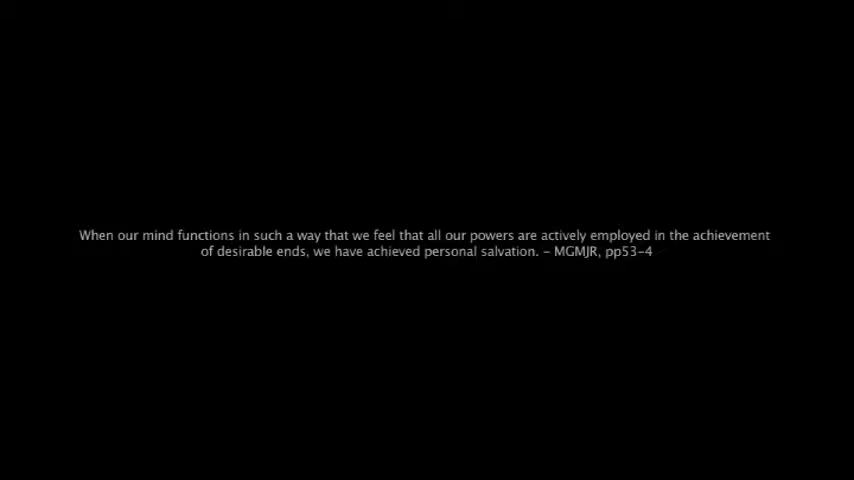 When our mind functions in such a way that we feel that all our powers are actively employed in the achievement
of desirable ends, we have achieved personal salvation. – MGMJR, pp53-4